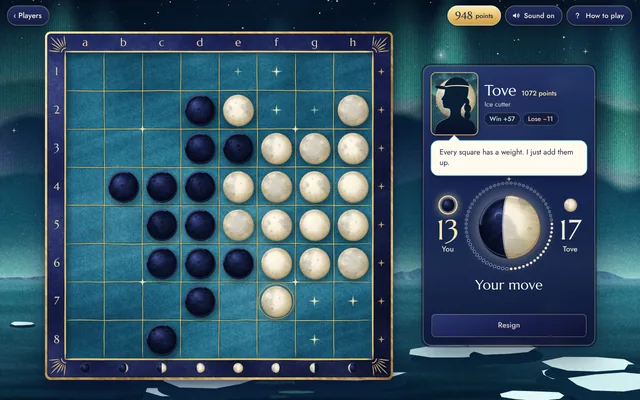 ‹ Players
948 points
Sound on
? How to play
a b c d e f g h
1
2
3
4
5
6
7
8
Tove 1072 points
Ice cutter
Win +57 Lose −11
Every square has a weight. I just add them
up.
13
You
17
Tove
Your move
Resign